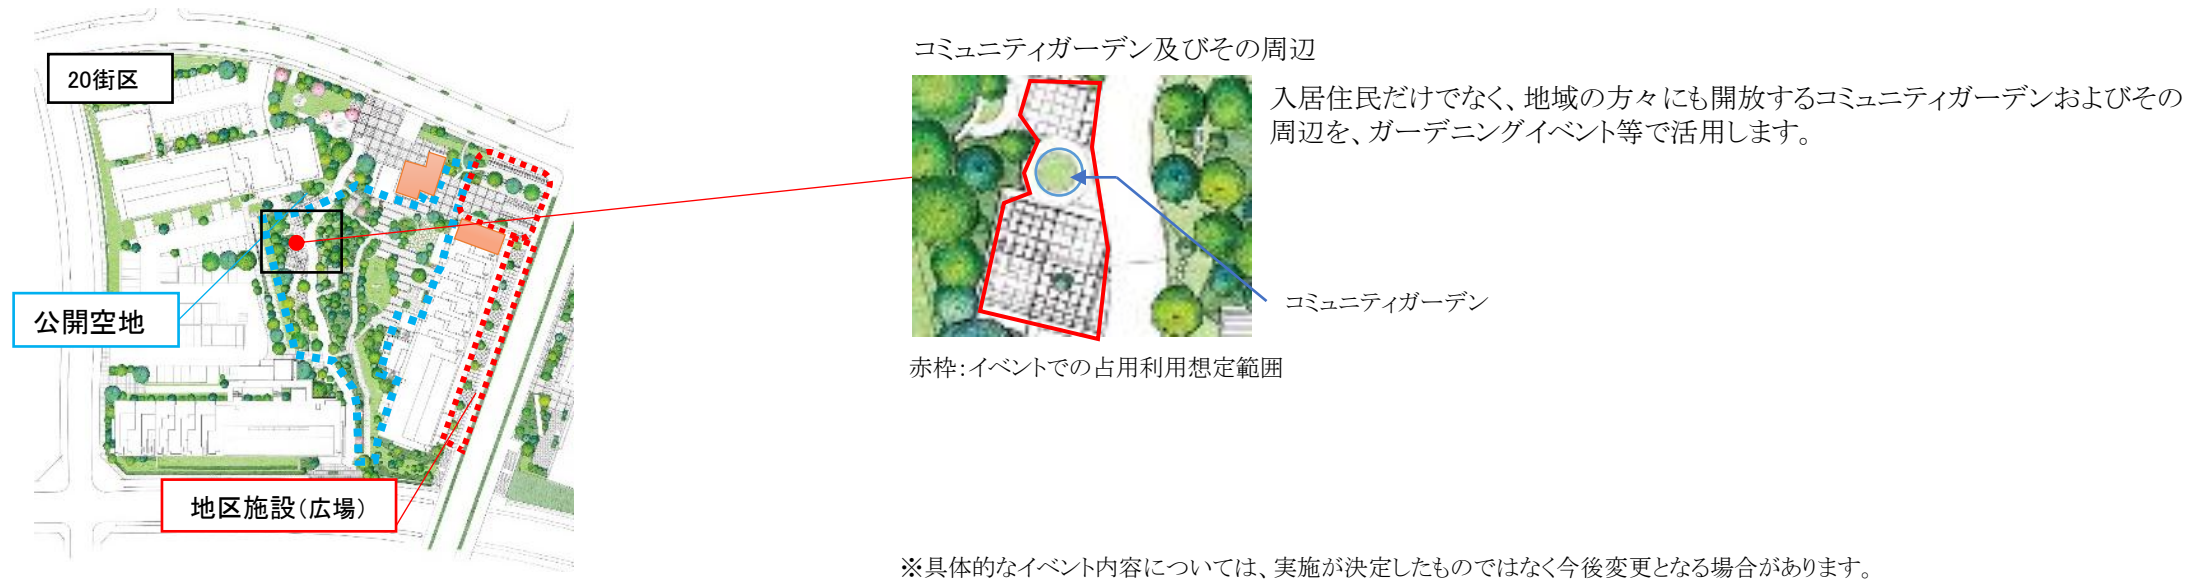 20街区
公開空地
地区施設(広場)
コミュニティガーデン及びその周辺
入居住民だけでなく、地域の方々にも開放するコミュニティガーデンおよびその
周辺を、ガーデニングイベント等で活用します。
コミュニティガーデン
赤枠:イベントでの占用利用想定範囲
※具体的なイベント内容については、実施が決定したものではなく今後変更となる場合があります。